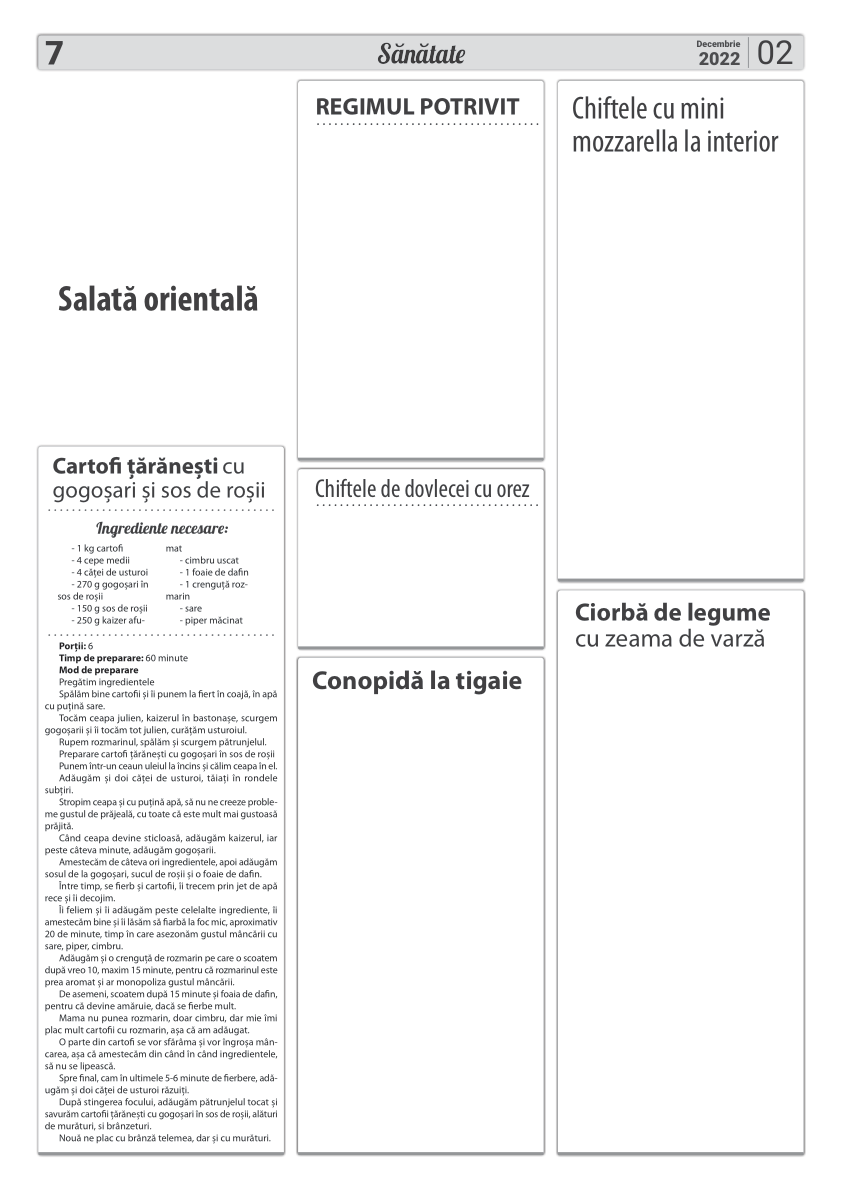 7
Sănătate
Decembrie
2022
02
Salată orientală
Cartofi țărănești cu
gogoșari și sos de roșii
Ingrediente necesare:
- 1 kg cartofi
- 4 cepe medii
- 4 căței de usturoi
- 270 g gogoșari în
sos de roșii
- 150 g sos de roșii
- 250 g kaizer afu-
mat
- cimbru uscat
- 1 foaie de dafin
- 1 crenguță roz-
marin
- sare
- piper măcinat
Porții: 6
Timp de preparare: 60 minute
Mod de preparare
Pregătim ingredientele
Spălăm bine cartofii și îi punem la fiert în coajă, în apă
cu puțină sare.
Tocăm ceapa julien, kaizerul în bastonașe, scurgem
gogoșarii și îi tocăm tot julien, curățăm usturoiul.
Rupem rozmarinul, spălăm și scurgem pătrunjelul.
Preparare cartofi țărănești cu gogoșari în sos de roșii
Punem într-un ceaun uleiul la încins și călim ceapa în el.
Adăugăm și doi căței de usturoi, tăiați în rondele
subțiri.
Stropim ceapa și cu puțină apă, să nu ne creeze proble-
me gustul de prăjeală, cu toate că este mult mai gustoasă
prăjită.
Când ceapa devine sticloasă, adăugăm kaizerul, iar
peste câteva minute, adăugăm gogoșarii.
Amestecăm de câteva ori ingredientele, apoi adăugăm
sosul de la gogoșari, sucul de roșii și o foaie de dafin.
Între timp, se fierb și cartofii, îi trecem prin jet de apă
rece și îi decojim.
Îi feliem și îi adăugăm peste celelalte ingrediente, îi
amestecăm bine și îi lăsăm să fiarbă la foc mic, aproximativ
20 de minute, timp în care asezonăm gustul mâncării cu
sare, piper, cimbru.
Adăugăm și o crenguță de rozmarin pe care o scoatem
după vreo 10, maxim 15 minute, pentru că rozmarinul este
prea aromat și ar monopoliza gustul mâncării.
De asemeni, scoatem după 15 minute și foaia de dafin,
pentru că devine amăruie, dacă se fierbe mult.
Mama nu punea rozmarin, doar cimbru, dar mie îmi
plac mult cartofii cu rozmarin, așa că am adăugat.
O parte din cartofi se vor sfărâma și vor îngroșa mân-
carea, așa că amestecăm din când în când ingredientele,
să nu se lipească.
Spre final, cam în ultimele 5-6 minute de fierbere, adă-
ugăm și doi căței de usturoi răzuiți.
După stingerea focului, adăugăm pătrunjelul tocat și
savurăm cartofii țărănești cu gogoșari în sos de roșii, alături
de murături, si brânzeturi.
Nouă ne plac cu brânză telemea, dar și cu murături.
REGIMUL POTRIVIT
Chiftele de dovlecei cu orez
Conopidă la tigaie
Chiftele cu mini
mozzarella la interior
Ciorbă de legume
cu zeama de varză